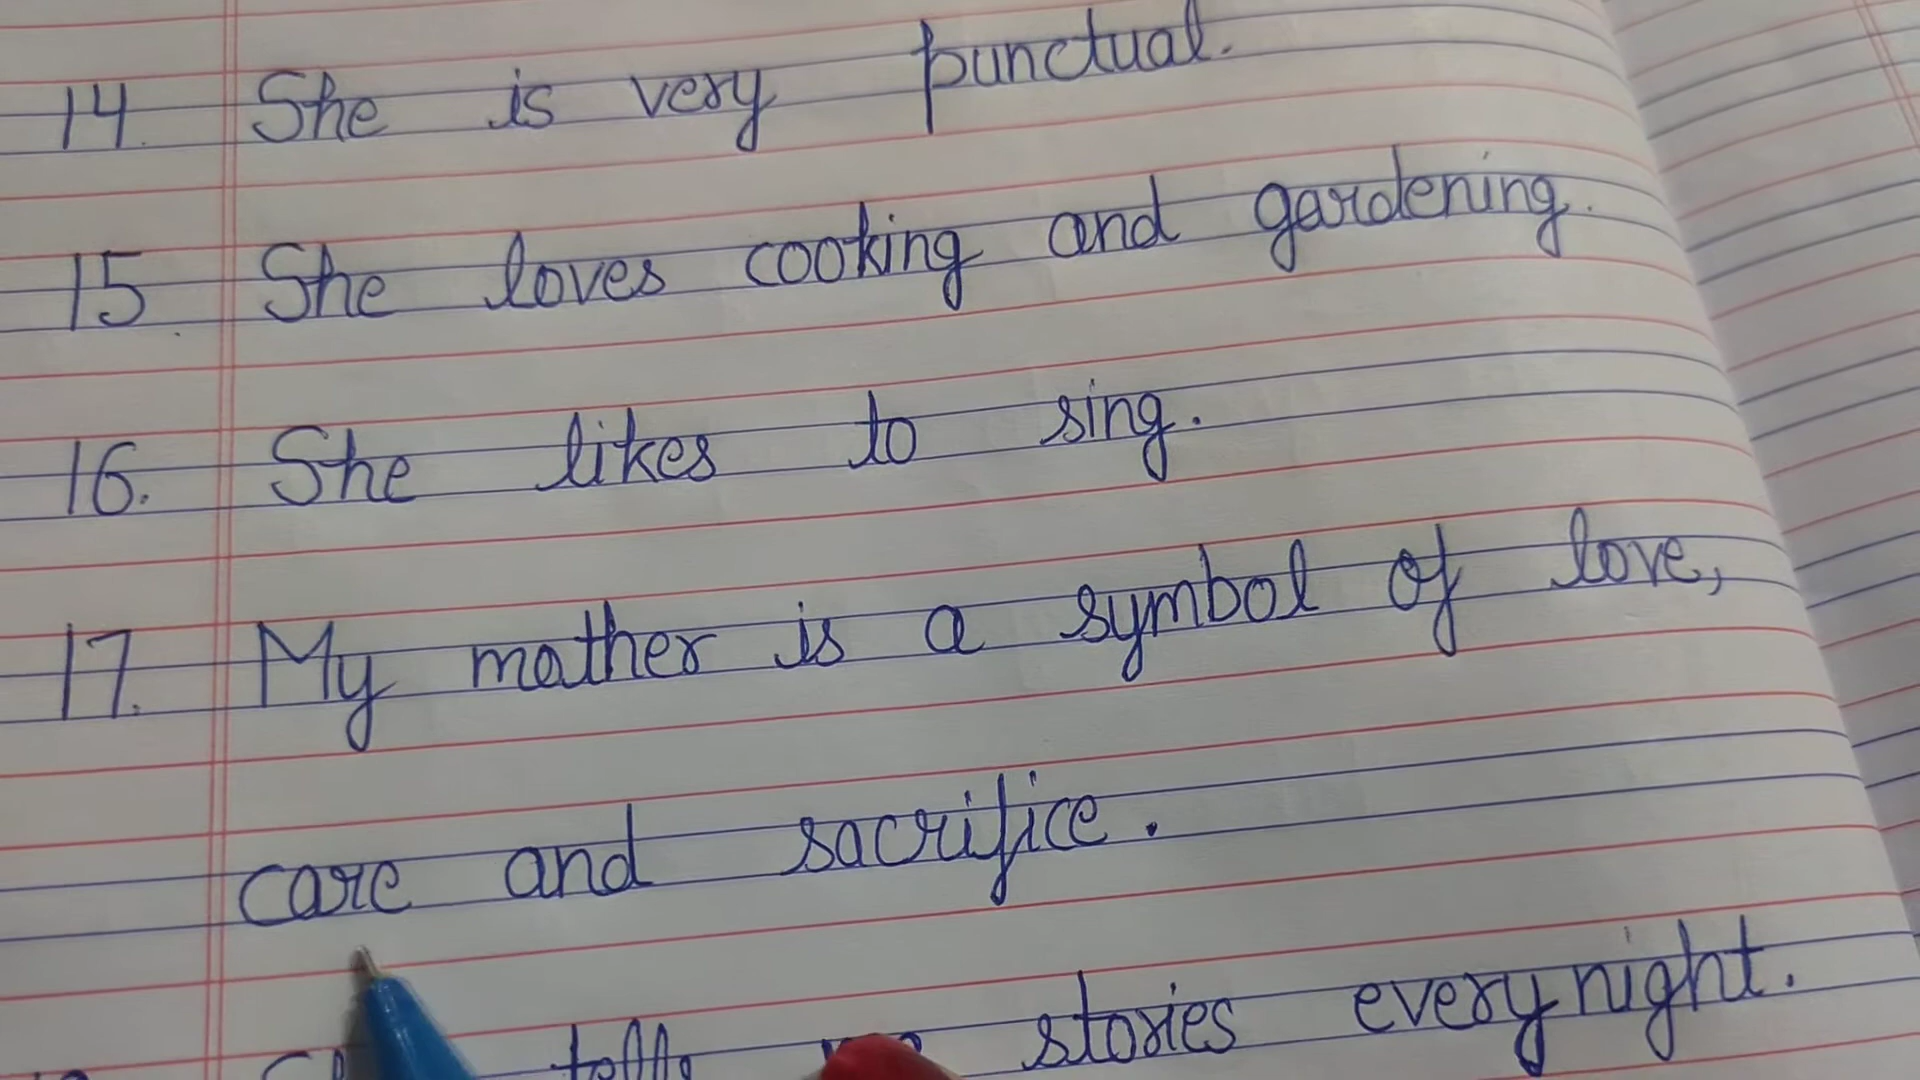 14. She is very punctual.
15 She loves cooking and gardening.
16. She likes to sing.
17. My mother is a symbol of love,
care and sacrifice.
tells stories every night.